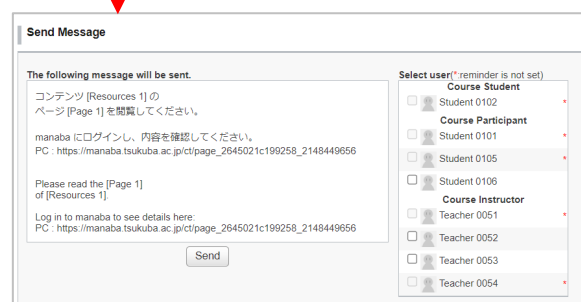 Send Message
The following message will be sent.
コンテンツ [Resources 1] の
ページ [Page 1] を閲覧してください。
manaba にログインし、内容を確認してください。
PC : https://manaba.tsukuba.ac.jp/ct/page_2645021c199258_2148449656
Please read the [Page 1]
of [Resources 1].
Log in to manaba to see details here:
PC : https://manaba.tsukuba.ac.jp/ct/page_2645021c199258_2148449656
Send
Select user(*:reminder is not set)
Course Student
Student 0102 *
Course Participant
Student 0101 *
Student 0105 *
Student 0106
Course Instructor
Teacher 0051 *
Teacher 0052
Teacher 0053
Teacher 0054 *